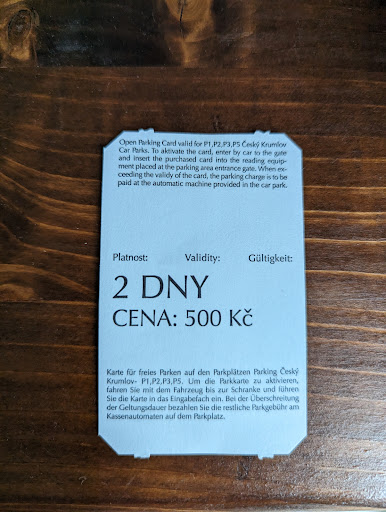 Open Parking Card valid for P1,P2,P3,P5 Český Krumlov
Car Parks. To activate the card, enter by car to the gate
and insert the purchased card into the reading equip-
ment placed at the parking area entrance gate. When ex-
ceeding the validy of the card, the parking charge is to be
paid at the automatic machine provided in the car park.
Platnost: Validity: Gültigkeit:
2 DNY
CENA: 500 Kč
Karte für freies Parken auf den Parkplätzen Parking Český
Krumlov- P1,P2,P3,P5. Um die Parkkarte zu aktivieren,
fahren Sie mit dem Fahrzeug bis zur Schranke und führen
Sie die Karte in das Eingabefach ein. Bei der Überschreitung
der Geltungsdauer bezahlen Sie die restliche Parkgebühr am
Kassenautomaten auf dem Parkplatz.